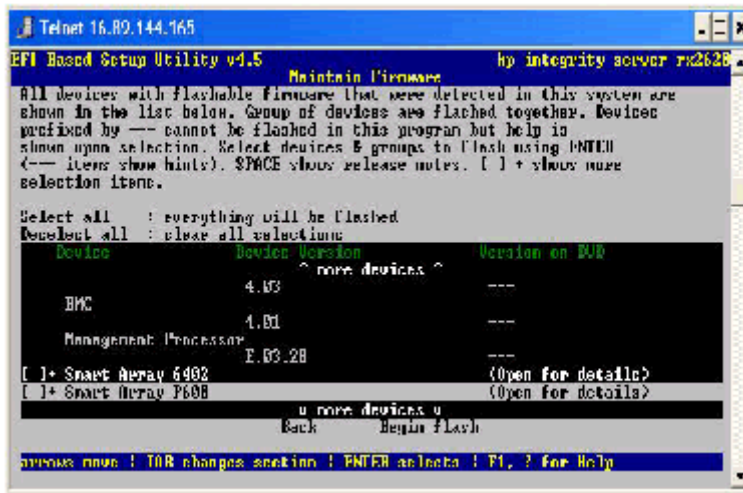 Telnet 16.89.144.165
EFI Based Setup Utility v4.5 hp integrity server rx2620
Maintain Firmware
All devices with flashable firmware that were detected in this system are
shown in the list below. Group of devices are flashed together. Devices
prefixed by --- cannot be flashed in this program but help is
shown upon selection. Select devices & groups to flash using ENTER
(--- items show hints). SPACE shows release notes. [ ] + shows more
selection items.
Select all : everything will be flashed
Deselect all : clear all selections
Device Device Version Version on DVD
^ more devices ^
4.03 ---
BMC
4.01 ---
Management Processor
E.03.28 ---
[ ]+ Smart Array 6402 (Open for details)
[ ]+ Smart Array P600 (Open for details)
v more devices v
Back Begin flash
arrows move | TAB changes section | ENTER selects | F1, ? for Help